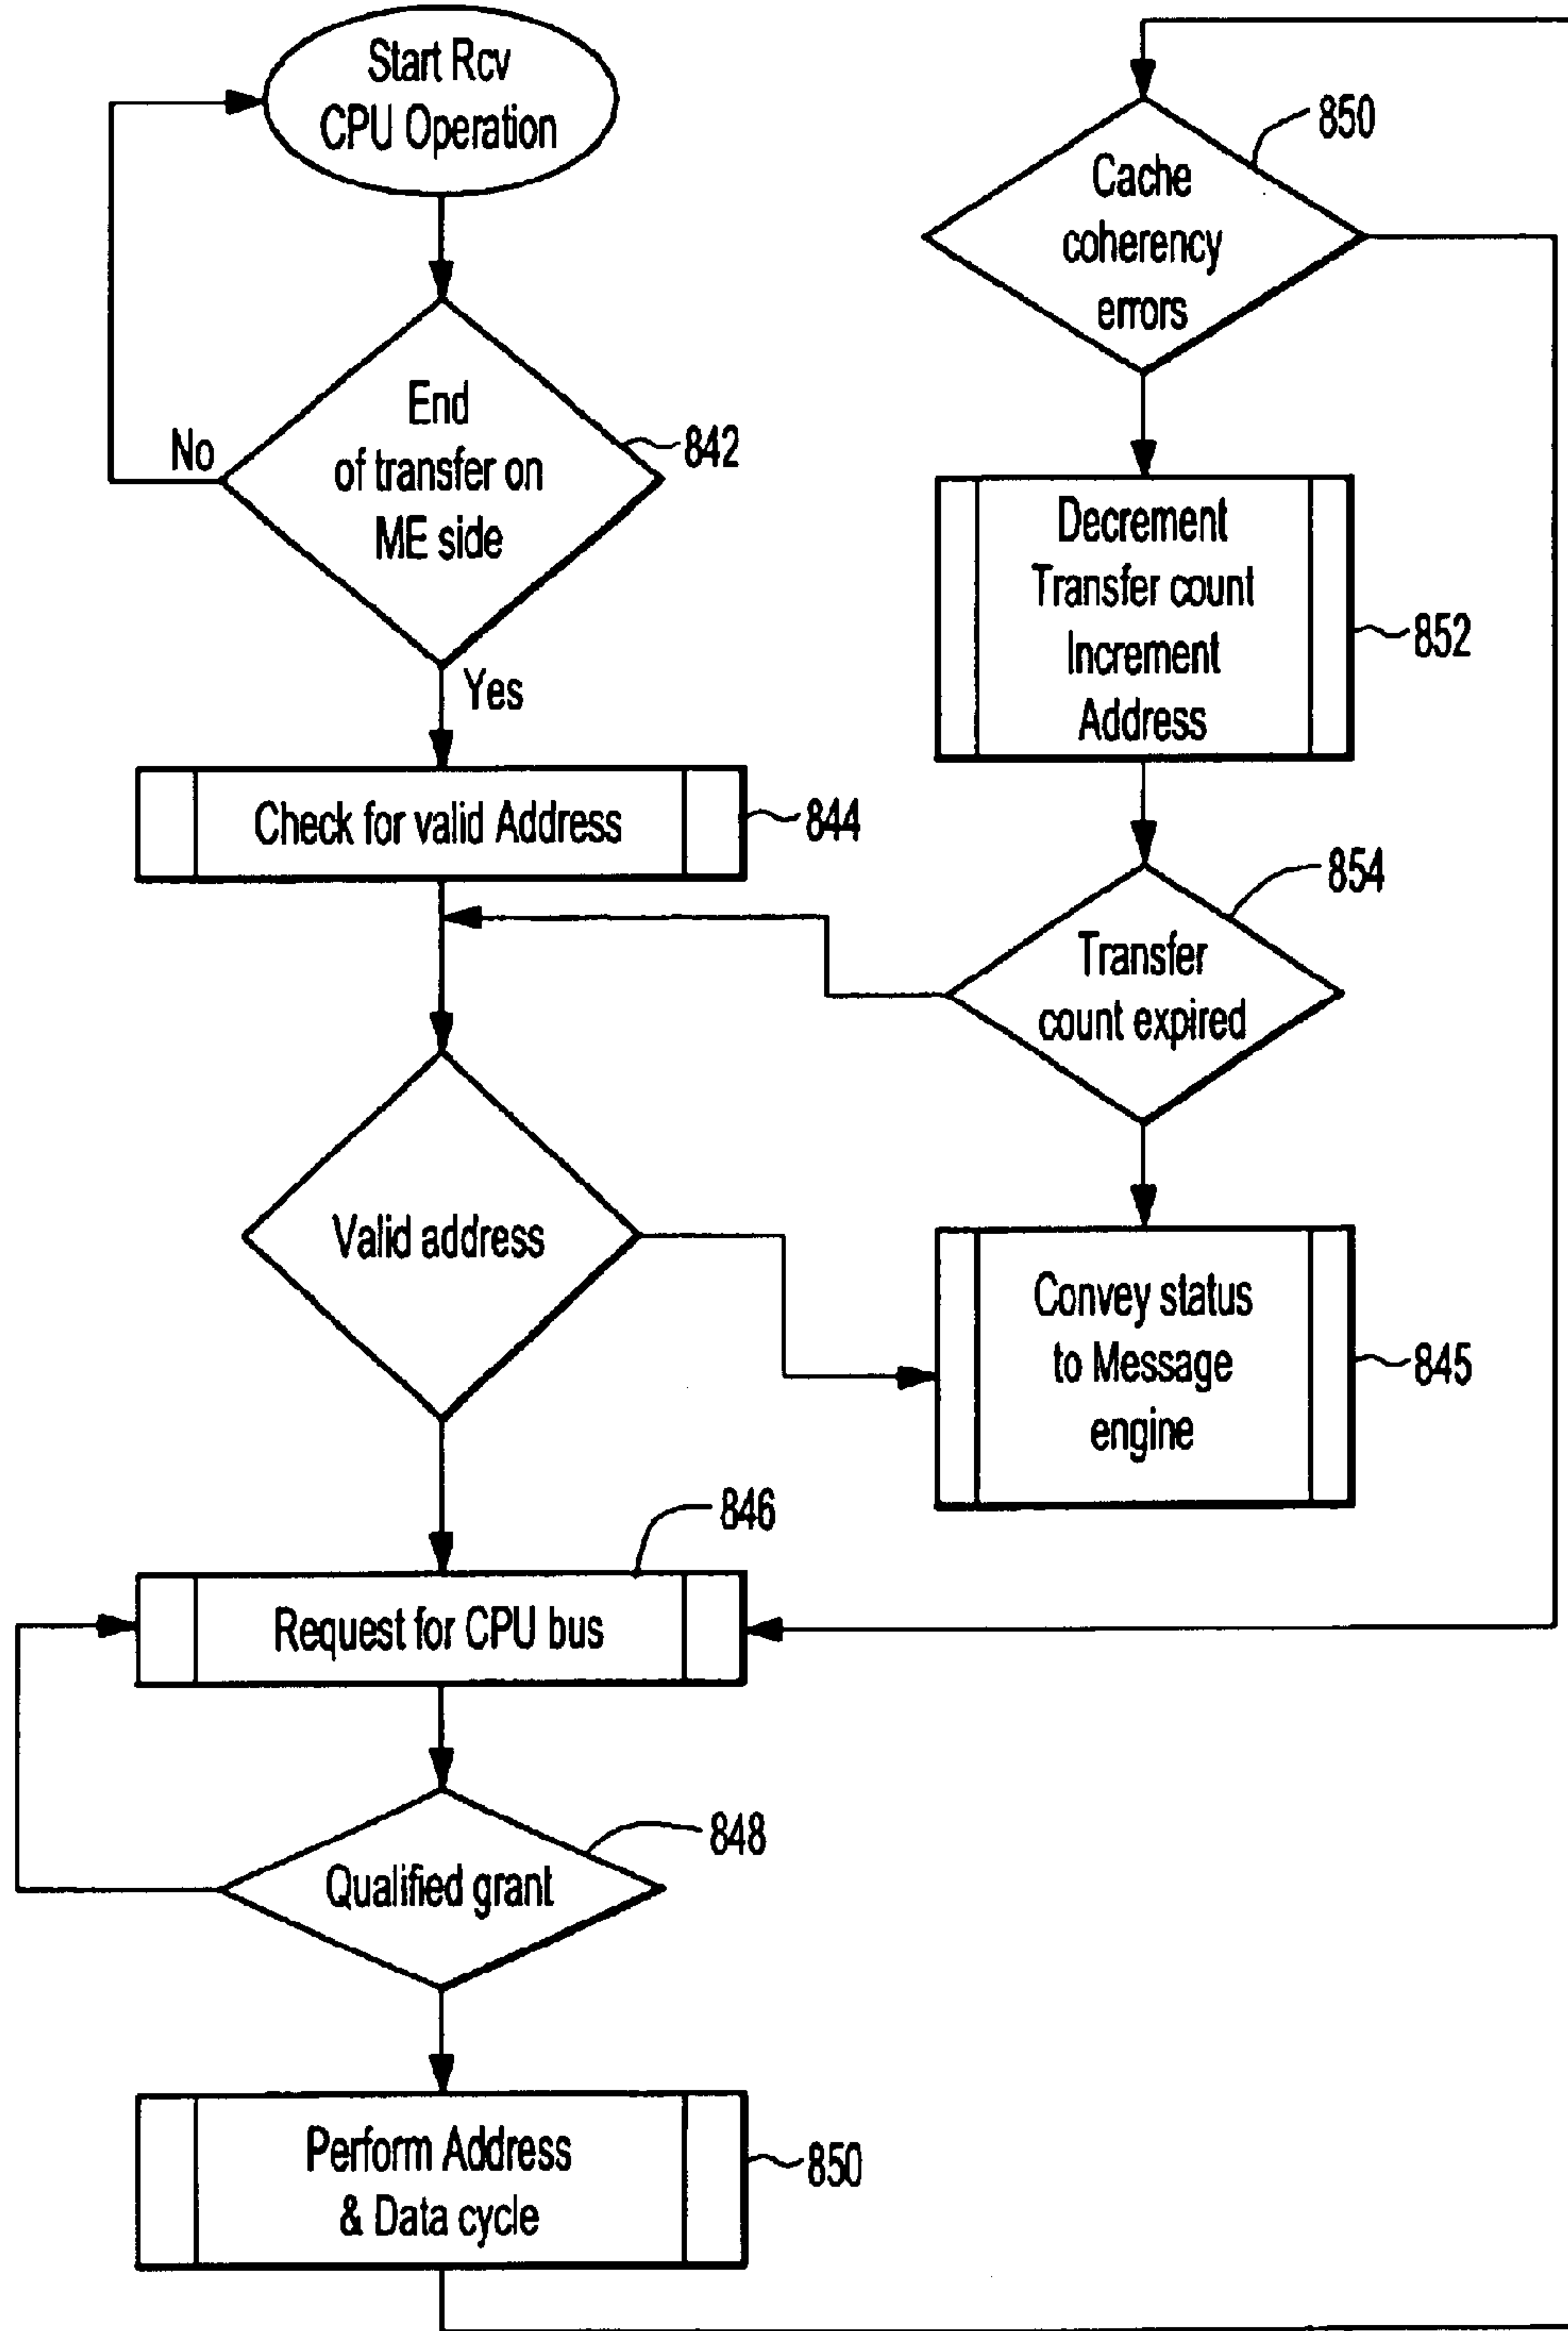 Start Rcv
CPU Operation
End
of transfer on
ME side
842
No
Yes
Check for valid Address
844
Valid address
846
Request for CPU bus
848
Qualified grant
Perform Address
& Data cycle
850
850
Cache
coherency
errors
Decrement
Transfer count
Increment
Address
852
854
Transfer
count expired
Convey status
to Message
engine
845